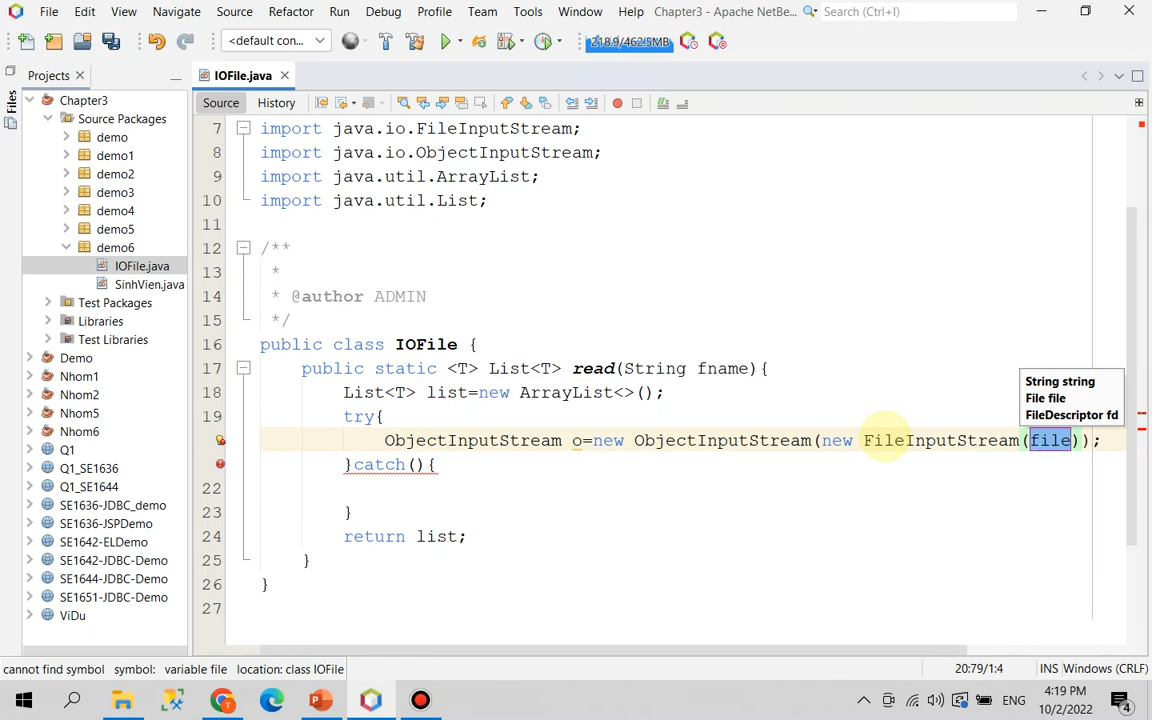 File Edit View Navigate Source Refactor Run Debug Profile Team Tools Window Help Chapter3 - Apache NetBe... Search (Ctrl+I)
<default con... 218.9/462.5MB
Projects
IOFile.java
Files
Source History
Chapter3
Source Packages
demo
demo1
demo2
demo3
demo4
demo5
demo6
IOFile.java
SinhVien.java
Test Packages
Libraries
Test Libraries
Demo
Nhom1
Nhom2
Nhom5
Nhom6
Q1
Q1_SE1636
Q1_SE1644
SE1636-JDBC_demo
SE1636-JSPDemo
SE1642-ELDemo
SE1642-JDBC-Demo
SE1644-JDBC-Demo
SE1651-JDBC-Demo
ViDu
7 import java.io.FileInputStream;
8 import java.io.ObjectInputStream;
9 import java.util.ArrayList;
10 import java.util.List;
11
12 /**
13 *
14 * @author ADMIN
15 */
16 public class IOFile {
17 public static <T> List<T> read(String fname){
18 List<T> list=new ArrayList<>();
19 try{
ObjectInputStream o=new ObjectInputStream(new FileInputStream(file));
}catch(){
22
23 }
24 return list;
25 }
26 }
27
String string
File file
FileDescriptor fd
cannot find symbol symbol: variable file location: class IOFile 20:79/1:4 INS Windows (CRLF)
ENG
4:19 PM
10/2/2022
4